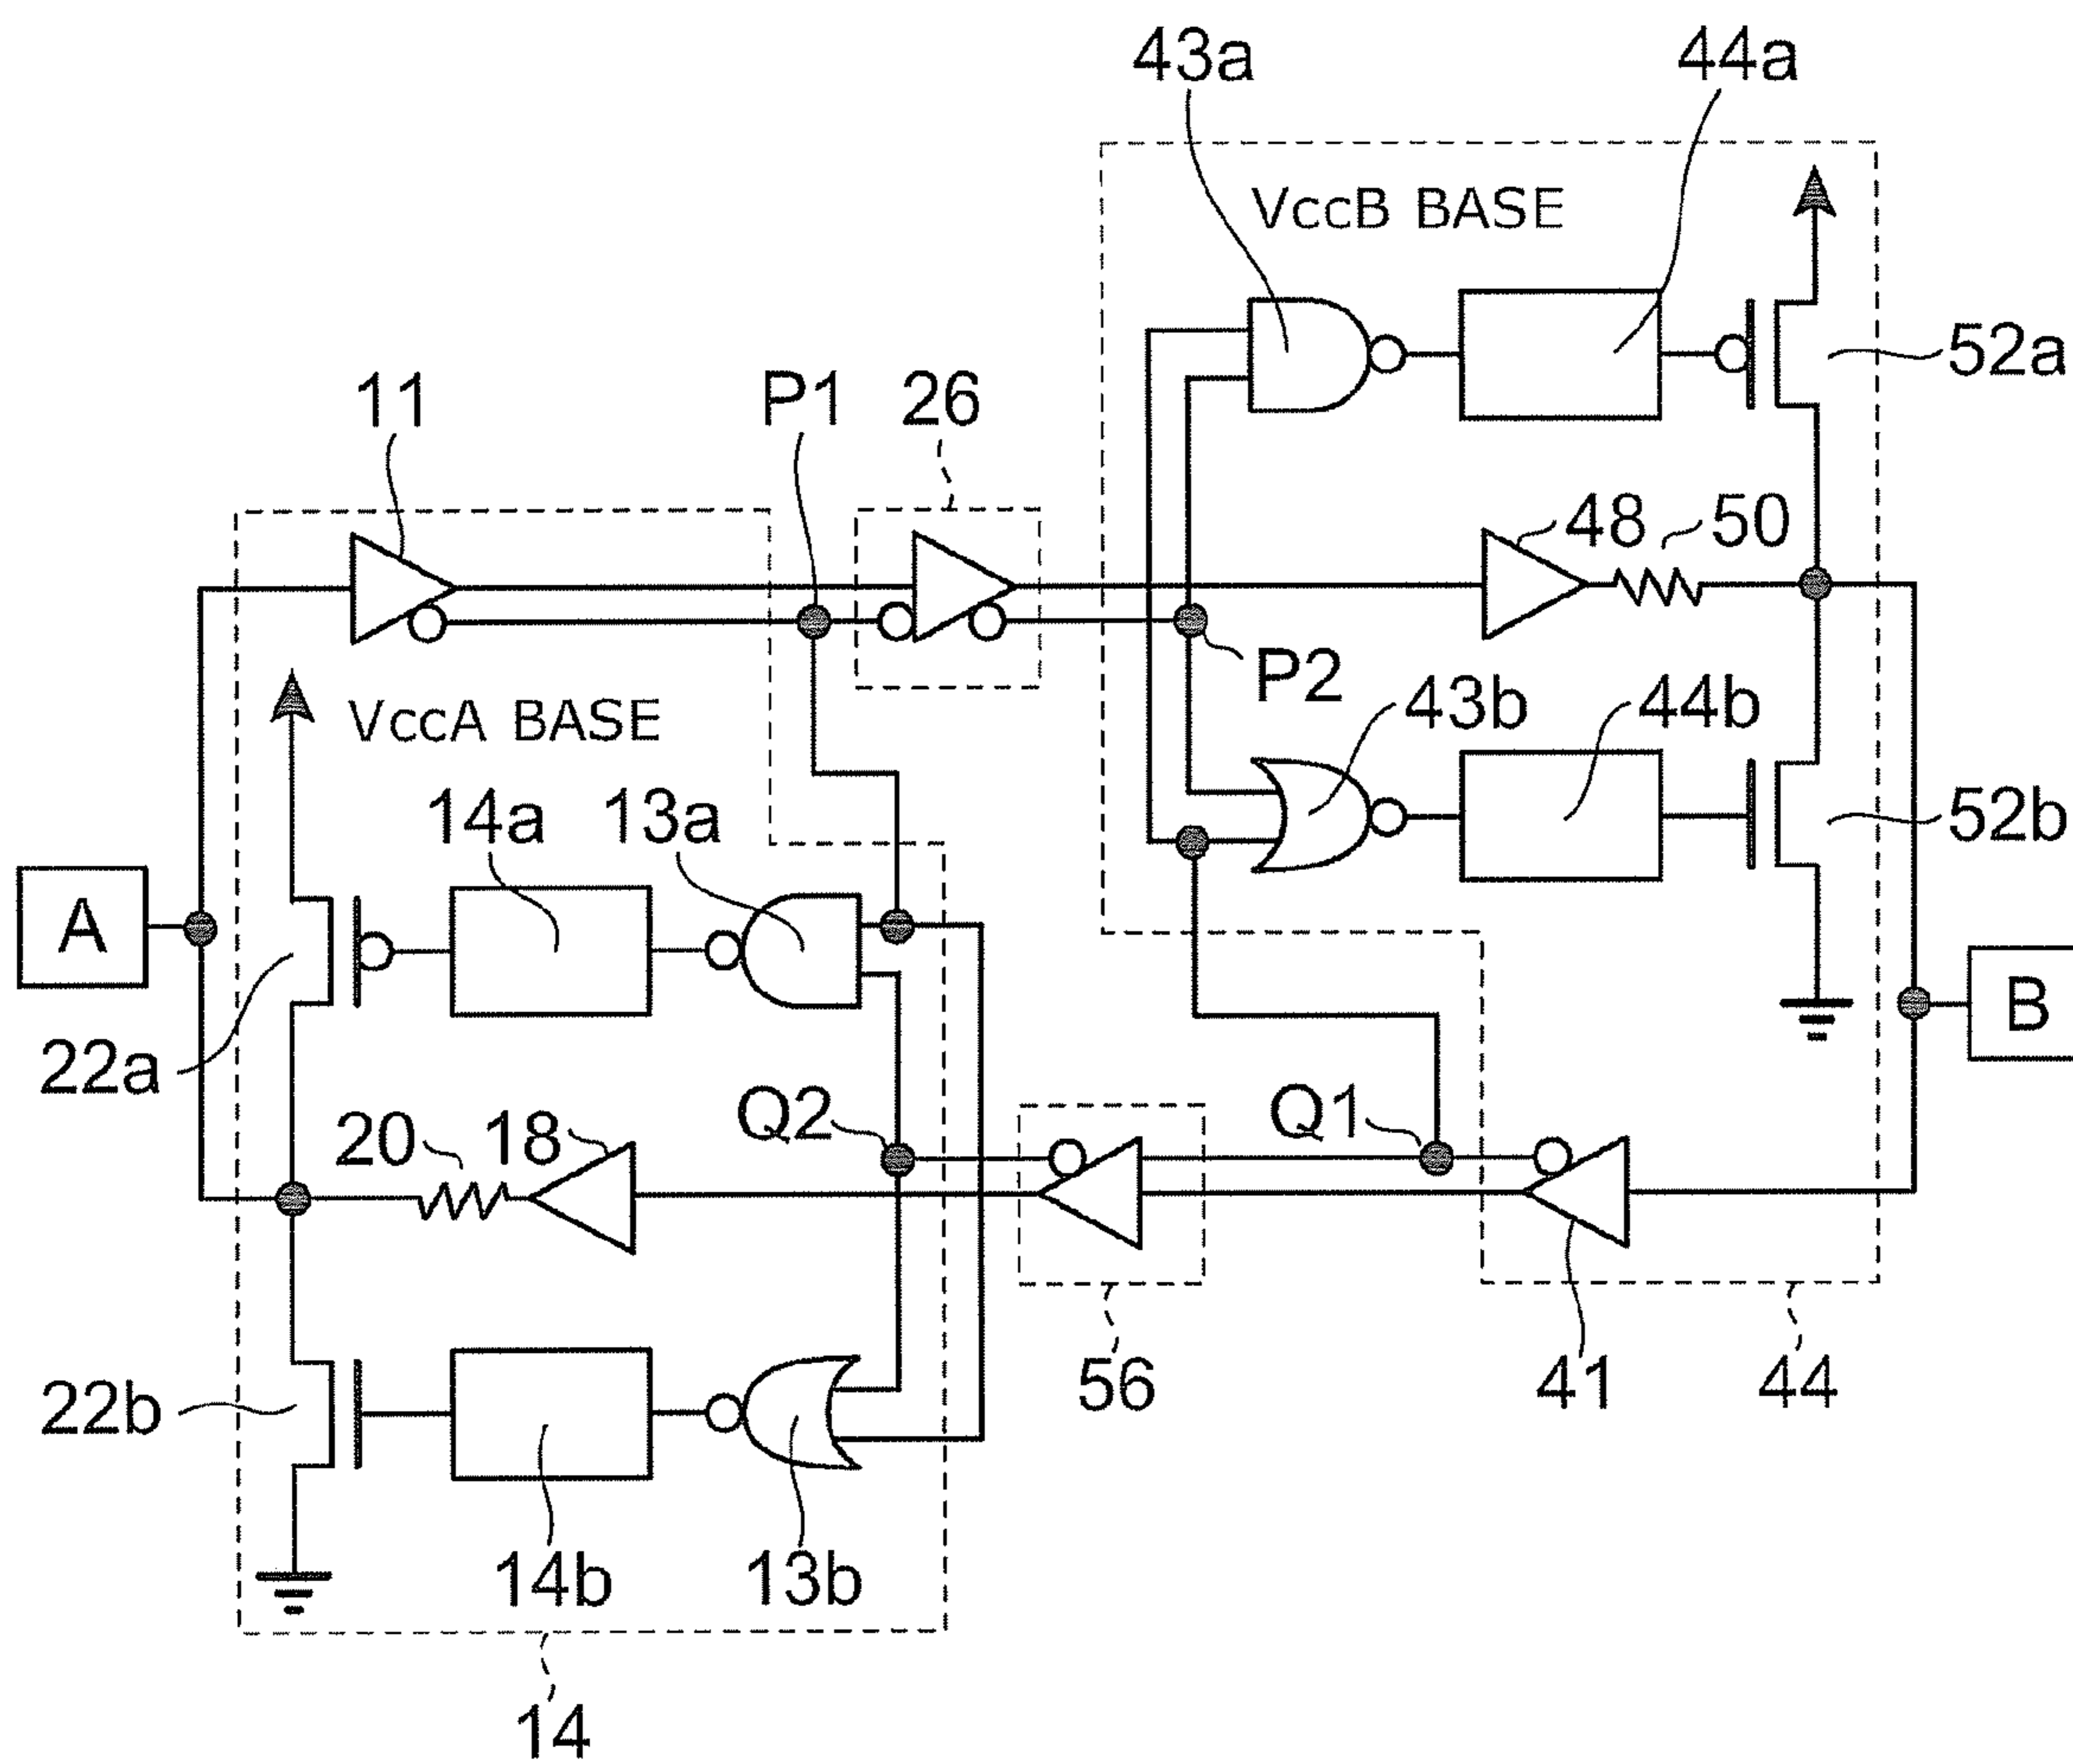 43a 44a
VccB BASE
52a
11 P1 26
48 50
P2
43b 44b
VccA BASE
14a 13a
52b
A
B
22a
20 18 Q2 Q1
56 41 44
22b
14b 13b
14